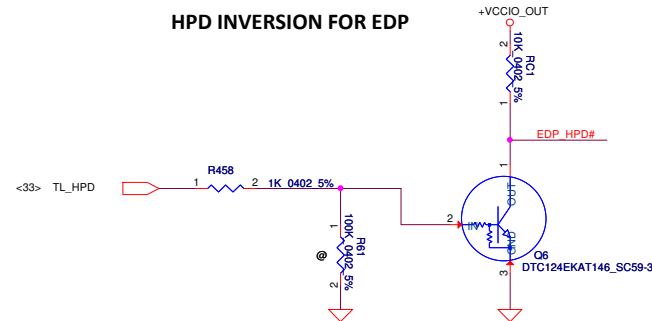 HPD INVERSION FOR EDP
+VCCIO_OUT
2
RC1
10K_0402_5%
1
EDP_HPD#
<33> TL_HPD
1
R458
2
1K_0402_5%
1
@
R61
100K_0402_5%
2
1
OUT
2
IN
GND
3
Q6
DTC124EKAT146_SC59-3